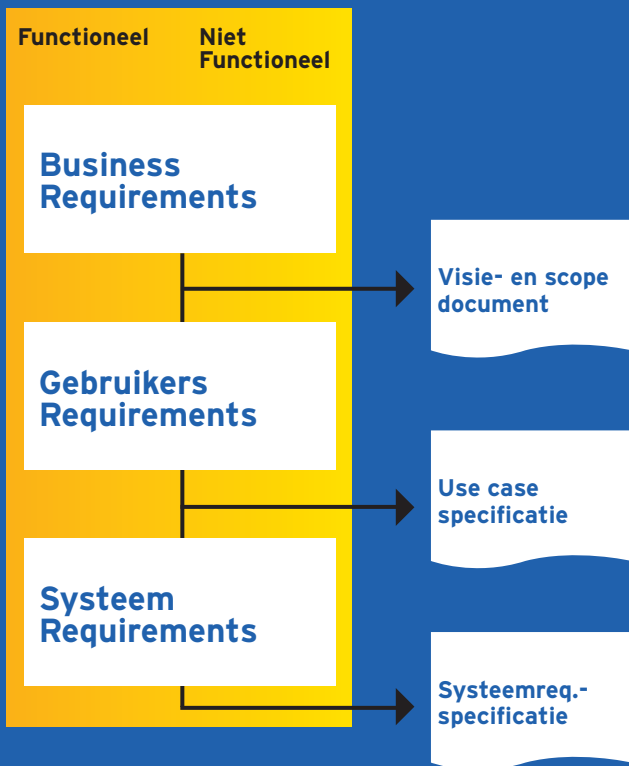 Functioneel
Niet
Functioneel
Business
Requirements
Visie- en scope
document
Gebruikers
Requirements
Use case
specificatie
Systeem
Requirements
Systeemreq.-
specificatie